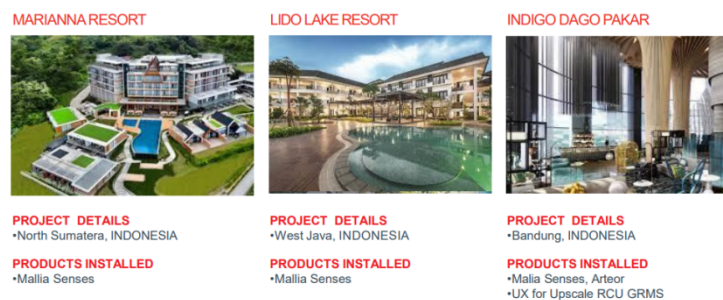 MARIANNA RESORT
PROJECT DETAILS
•North Sumatera, INDONESIA
PRODUCTS INSTALLED
•Mallia Senses
LIDO LAKE RESORT
PROJECT DETAILS
•West Java, INDONESIA
PRODUCTS INSTALLED
•Mallia Senses
INDIGO DAGO PAKAR
PROJECT DETAILS
•Bandung, INDONESIA
PRODUCTS INSTALLED
•Malia Senses, Arteor
•UX for Upscale RCU GRMS